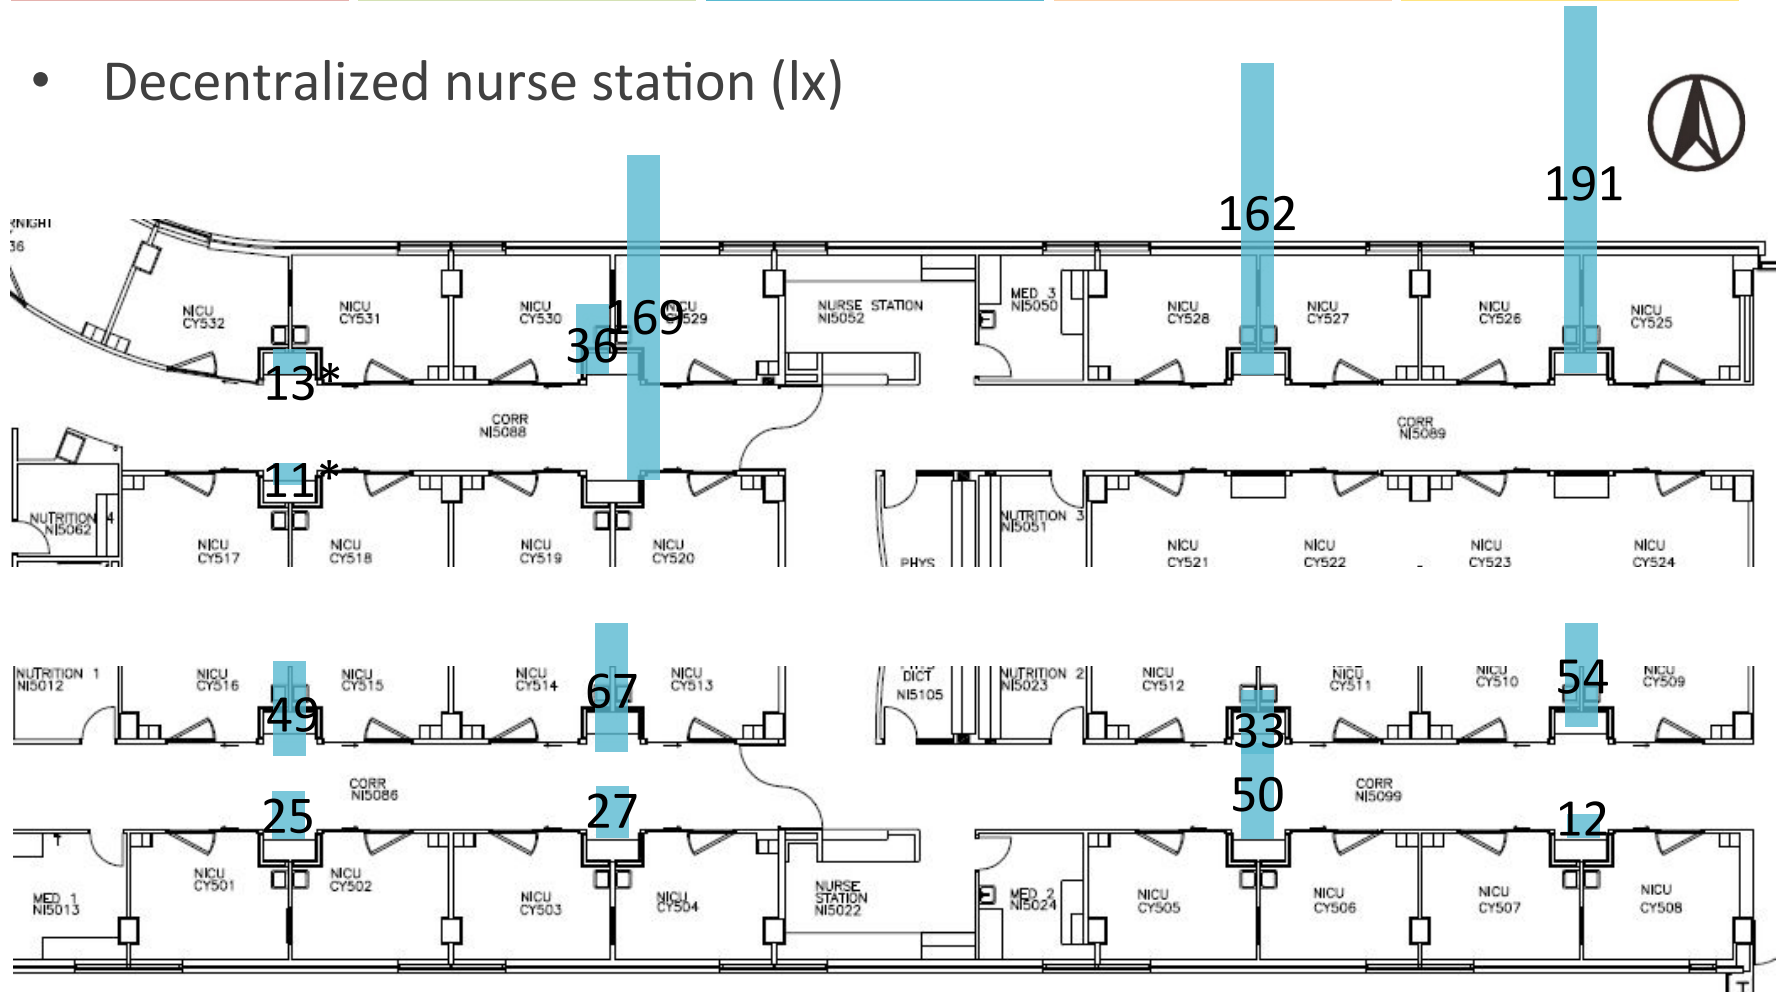 • Decentralized nurse station (lx)
191
162
36
NICU
CY532
NICU
CY531
NICU
CY530
36
169
NICU
529
NURSE STATION
NI5052
MED 3
NI5050
NICU
CY528
NICU
CY527
NICU
CY526
NICU
CY525
13*
CORR
NI5088
CORR
NI5089
11*
NUTRITION 4
NI5062
NICU
CY517
NICU
CY518
NICU
CY519
NICU
CY520
PHYS
NUTRITION 3
NI5051
NICU
CY521
NICU
CY522
NICU
CY523
NICU
CY524
NUTRITION 1
NI5012
NICU
CY516
NICU
CY515
NICU
CY514
NICU
CY513
DICT
NI5105
NUTRITION 2
NI5023
NICU
CY512
NICU
CY511
NICU
CY510
NICU
CY509
49
67
33
54
CORR
NI5086
CORR
NI5099
25
27
50
12
MED 1
NI5013
NICU
CY501
NICU
CY502
NICU
CY503
NICU
CY504
NURSE
STATION
NI5022
MED 2
NI5024
NICU
CY505
NICU
CY506
NICU
CY507
NICU
CY508
T